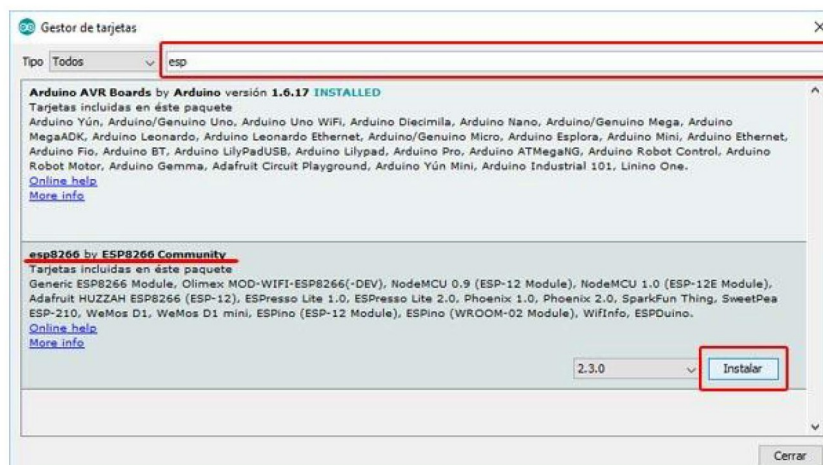 Gestor de tarjetas
Tipo Todos esp
Arduino AVR Boards by Arduino versión 1.6.17 INSTALLED
Tarjetas incluidas en éste paquete
Arduino Yún, Arduino/Genuino Uno, Arduino Uno WiFi, Arduino Diecimila, Arduino Nano, Arduino/Genuino Mega, Arduino
MegaADK, Arduino Leonardo, Arduino Leonardo Ethernet, Arduino/Genuino Micro, Arduino Esplora, Arduino Mini, Arduino Ethernet,
Arduino Fio, Arduino BT, Arduino LilyPadUSB, Arduino Lilypad, Arduino Pro, Arduino ATMegaNG, Arduino Robot Control, Arduino
Robot Motor, Arduino Gemma, Adafruit Circuit Playground, Arduino Yún Mini, Arduino Industrial 101, Linino One.
Online help
More info
esp8266 by ESP8266 Community
Tarjetas incluidas en éste paquete
Generic ESP8266 Module, Olimex MOD-WIFI-ESP8266(-DEV), NodeMCU 0.9 (ESP-12 Module), NodeMCU 1.0 (ESP-12E Module),
Adafruit HUZZAH ESP8266 (ESP-12), ESPresso Lite 1.0, ESPresso Lite 2.0, Phoenix 1.0, Phoenix 2.0, SparkFun Thing, SweetPea
ESP-210, WeMos D1, WeMos D1 mini, ESPino (ESP-12 Module), ESPino (WROOM-02 Module), WifInfo, ESPDuino.
Online help
More info
2.3.0 Instalar
Cerrar